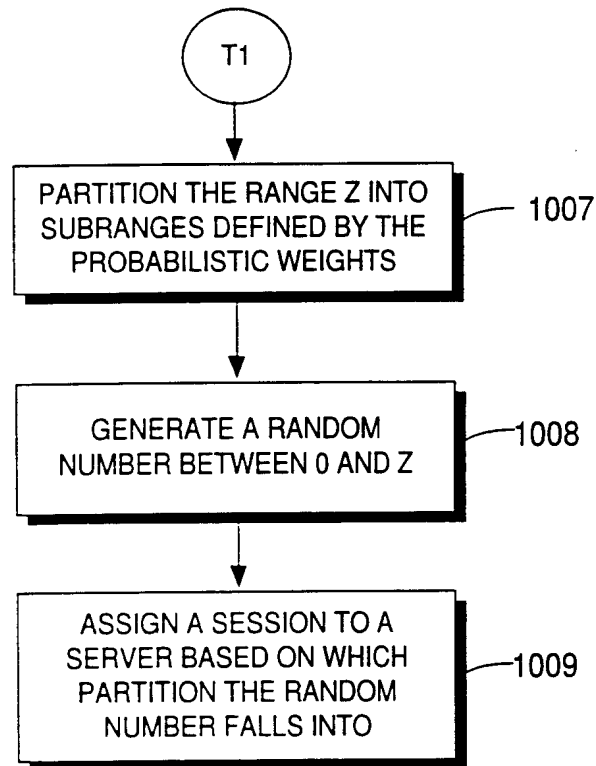 T1
PARTITION THE RANGE Z INTO
SUBRANGES DEFINED BY THE
PROBABILISTIC WEIGHTS
1007
GENERATE A RANDOM
NUMBER BETWEEN 0 AND Z
1008
ASSIGN A SESSION TO A
SERVER BASED ON WHICH
PARTITION THE RANDOM
NUMBER FALLS INTO
1009